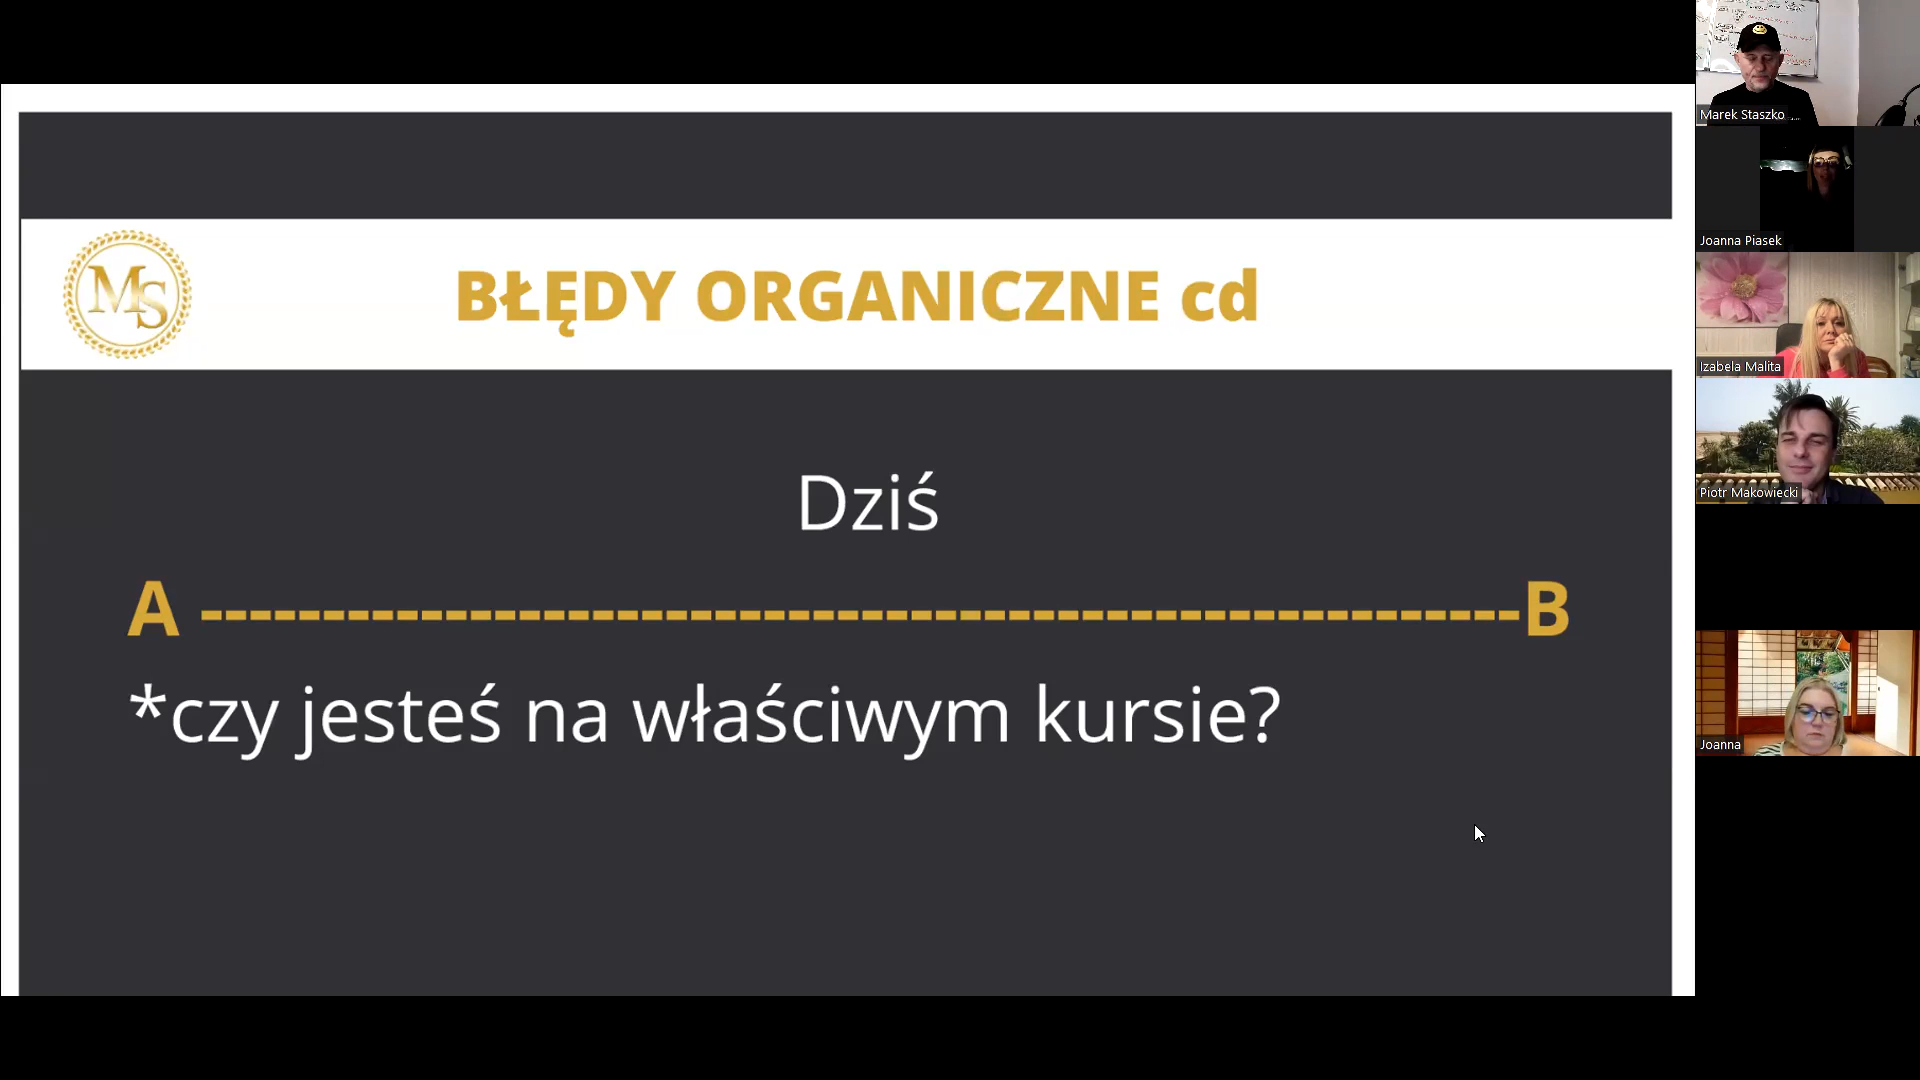 MS
BŁĘDY ORGANICZNE cd
Dziś
A ------------------------------------------------------B
*czy jesteś na właściwym kursie?
Marek Staszko
Joanna Piasek
Izabela Malita
Piotr Makowiecki
Joanna